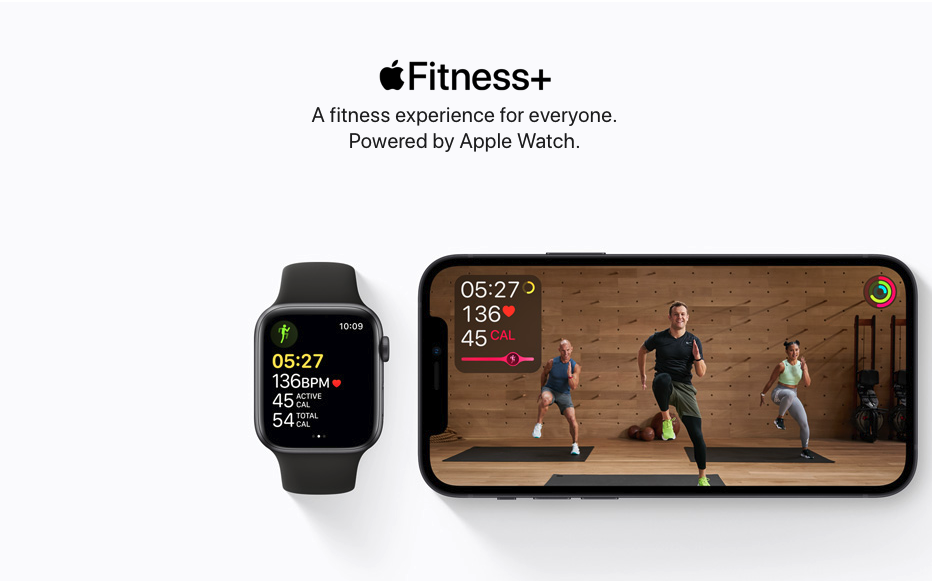 Fitness+
A fitness experience for everyone.
Powered by Apple Watch.
10:09
05:27
136BPM
45 ACTIVE CAL
54 TOTAL CAL
05:27
136
45 CAL